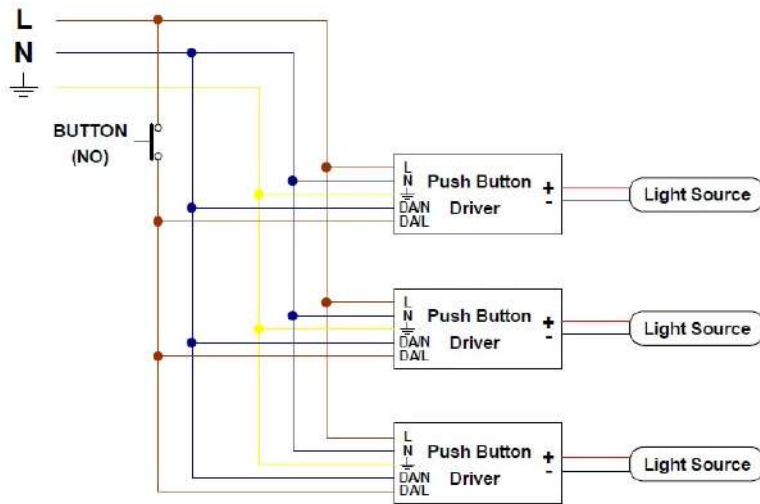 L
N
BUTTON
(NO)
L
N
DA/N
DA/L
Push Button
Driver
+
-
Light Source
L
N
DA/N
DA/L
Push Button
Driver
+
-
Light Source
L
N
DA/N
DA/L
Push Button
Driver
+
-
Light Source